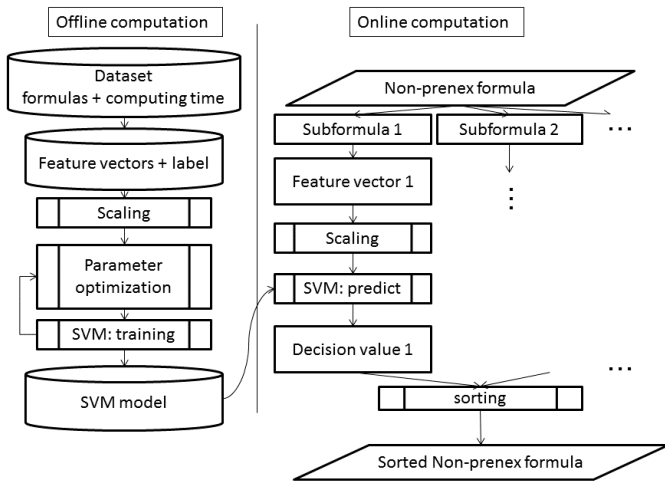 Offline computation
Dataset
formulas + computing time
Feature vectors + label
Scaling
Parameter
optimization
SVM: training
SVM model
Online computation
Non-prenex formula
Subformula 1
Subformula 2
...
Feature vector 1
⋮
Scaling
SVM: predict
Decision value 1
...
sorting
Sorted Non-prenex formula